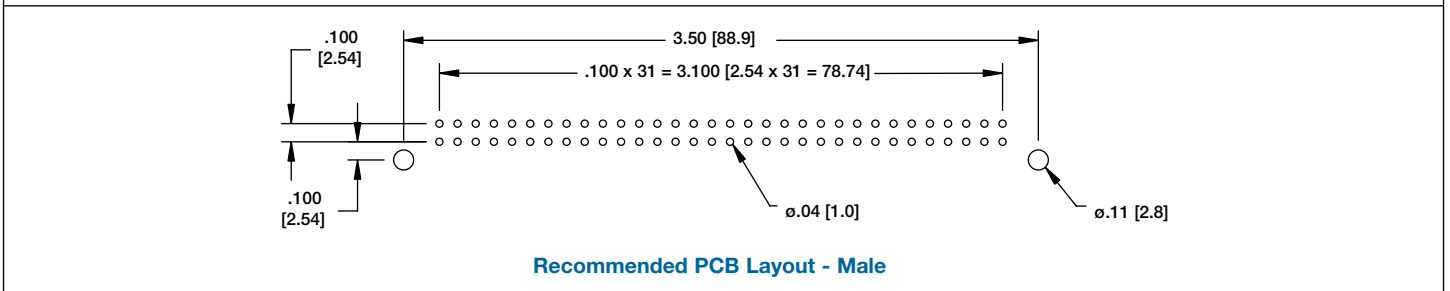 .100
[2.54]
3.50 [88.9]
.100 x 31 = 3.100 [2.54 x 31 = 78.74]
.100
[2.54]
ø.04 [1.0]
ø.11 [2.8]
Recommended PCB Layout - Male